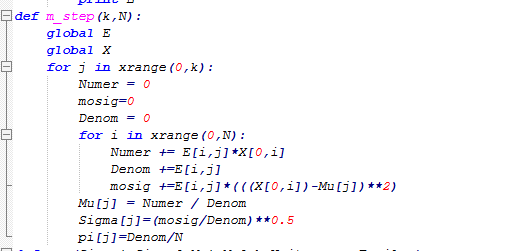 print E
def m_step(k,N):
global E
global X
for j in xrange(0,k):
Numer = 0
mosig=0
Denom = 0
for i in xrange(0,N):
Numer += E[i,j]*X[0,i]
Denom +=E[i,j]
mosig +=E[i,j]*(((X[0,i])-Mu[j])**2)
Mu[j] = Numer / Denom
Sigma[j]=(mosig/Denom)**0.5
pi[j]=Denom/N